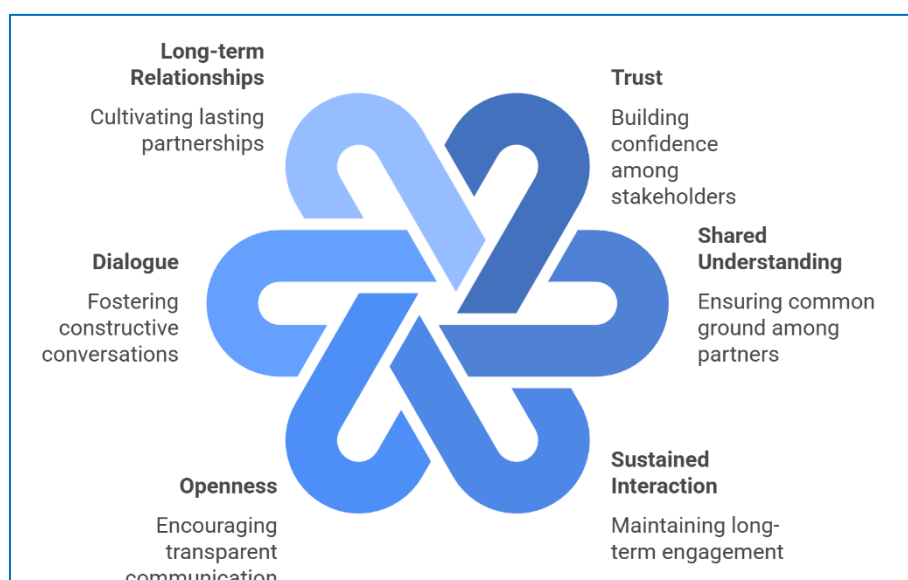 Long-term
Relationships
Cultivating lasting
partnerships
Trust
Building
confidence
among
stakeholders
Dialogue
Fostering
constructive
conversations
Shared
Understanding
Ensuring common
ground among
partners
Openness
Encouraging
transparent
communication
Sustained
Interaction
Maintaining long-
term engagement